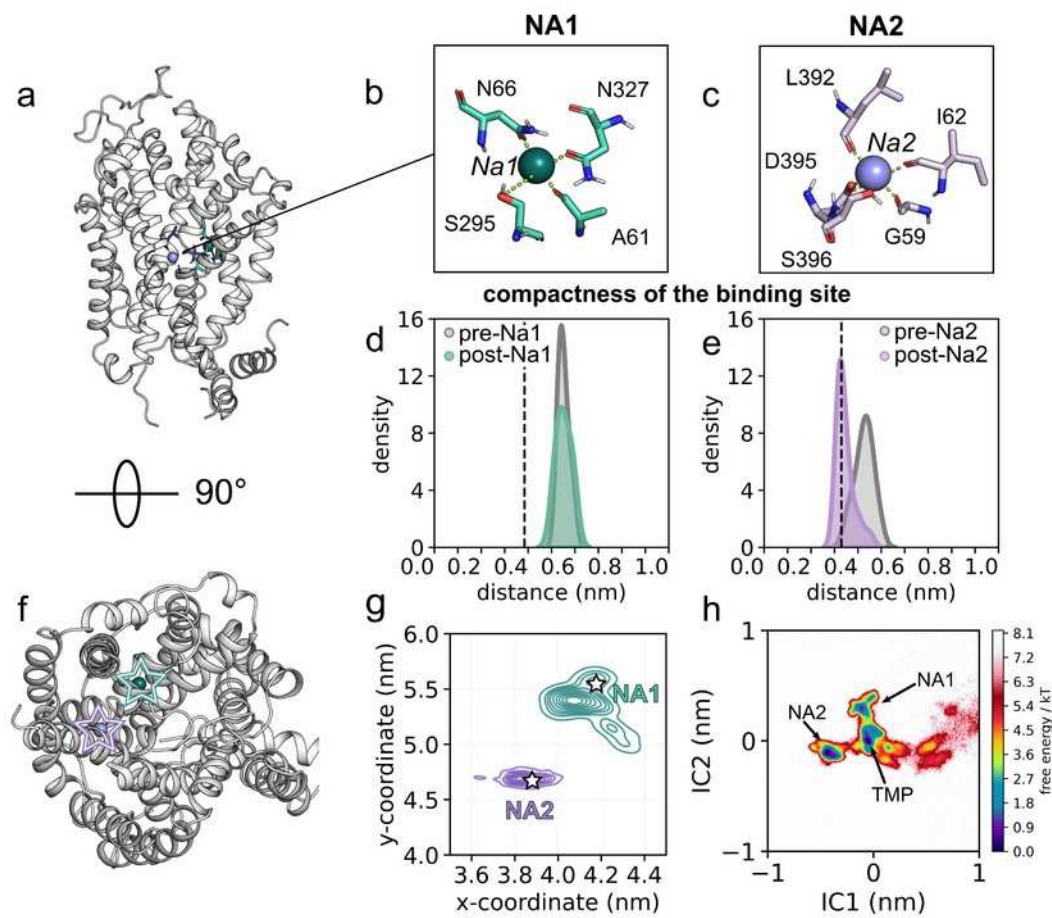 NA1
NA2
a
b
N66
N327
Na1
S295
A61
c
L392
I62
Na2
D395
G59
S396
compactness of the binding site
d
16
12
8
4
0
density
pre-Na1
post-Na1
0.0 0.2 0.4 0.6 0.8 1.0
distance (nm)
e
16
12
8
4
0
density
pre-Na2
post-Na2
0.0 0.2 0.4 0.6 0.8 1.0
distance (nm)
90°
f
g
6.0
5.5
5.0
4.5
4.0
y-coordinate (nm)
NA1
NA2
3.6 3.8 4.0 4.2 4.4
x-coordinate (nm)
h
1
0
−1
IC2 (nm)
NA1
NA2
TMP
−1 0 1
IC1 (nm)
8.1
7.2
6.3
5.4
4.5
3.6
2.7
1.8
0.9
0.0
free energy / kT